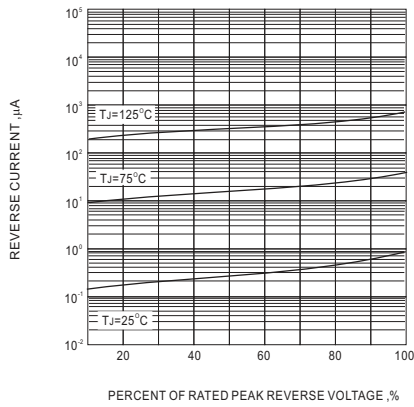 REVERSE CURRENT ,μA
10⁵
10⁴
10³
10²
10¹
10⁰
10⁻¹
10⁻²
TJ=125°C
TJ=75°C
TJ=25°C
20 40 60 80 100
PERCENT OF RATED PEAK REVERSE VOLTAGE ,%